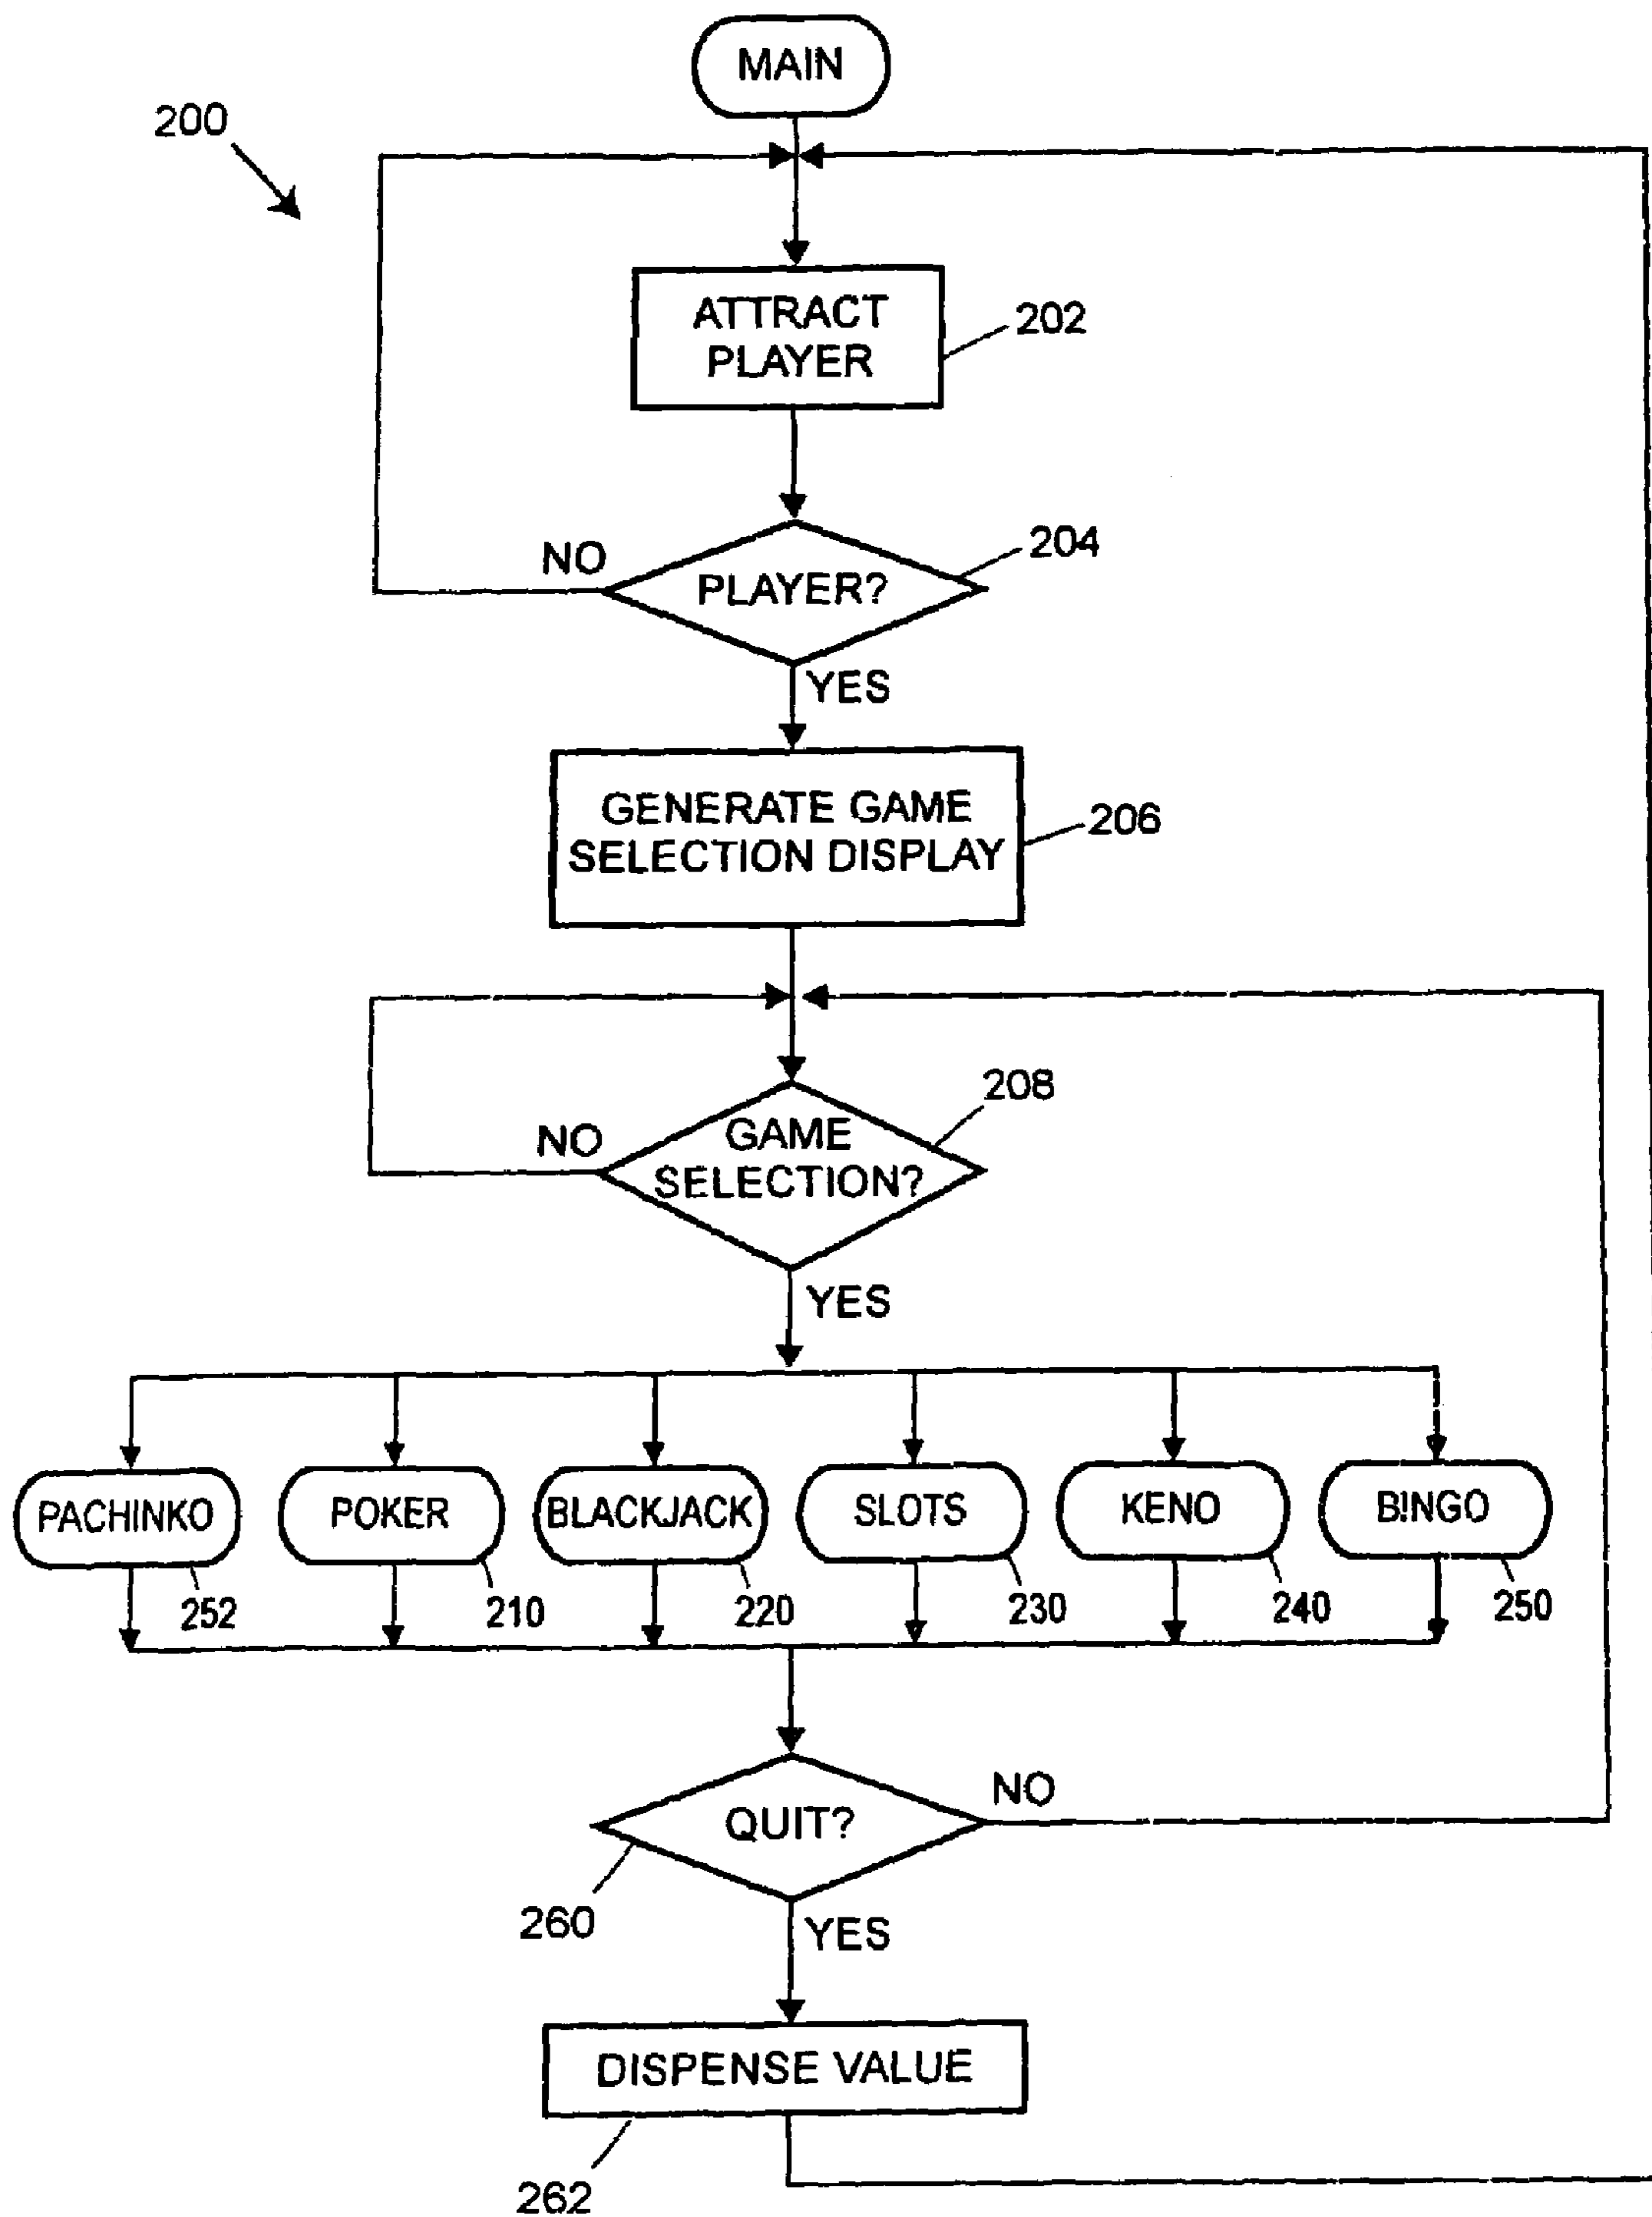 MAIN
200
ATTRACT
PLAYER
202
NO
PLAYER?
204
YES
GENERATE GAME
SELECTION DISPLAY
206
208
NO
GAME
SELECTION?
YES
PACHINKO
POKER
BLACKJACK
SLOTS
KENO
BINGO
252
210
220
230
240
250
QUIT?
NO
260
YES
DISPENSE VALUE
262